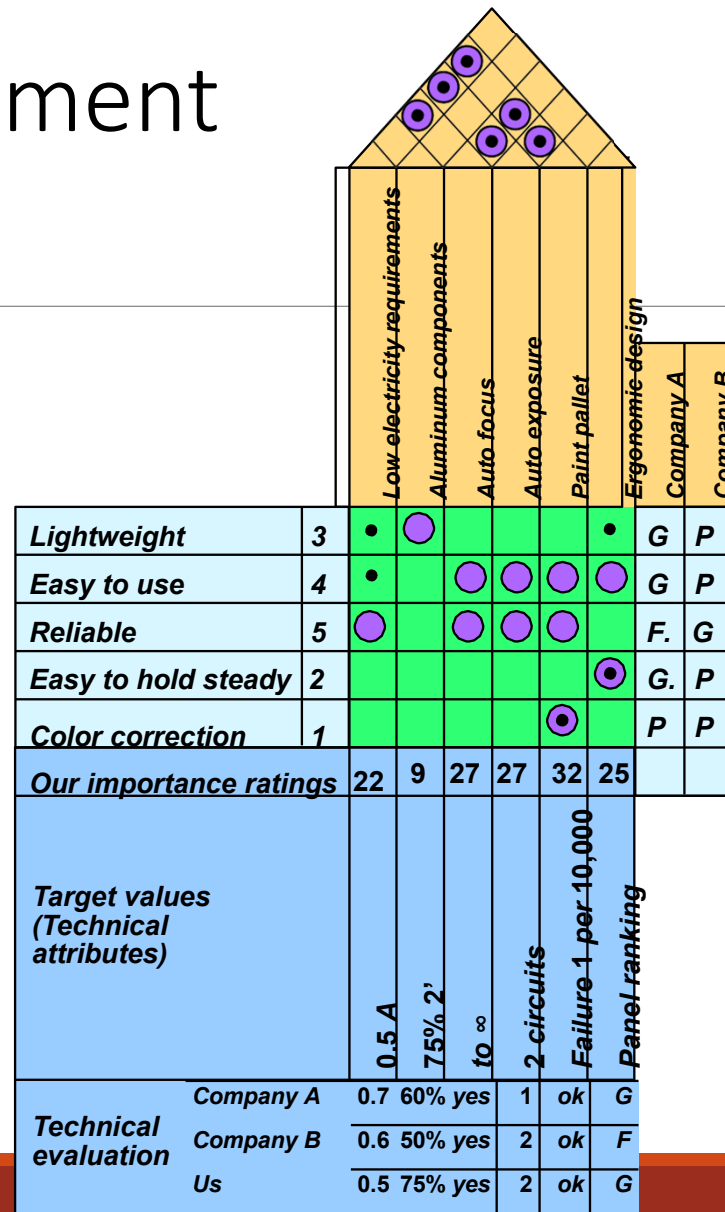 ment
Low electricity requirements
Aluminum components
Auto focus
Auto exposure
Paint pallet
Ergonomic design
Company A
Company B
Lightweight 3 G P
Easy to use 4 G P
Reliable 5 F. G
Easy to hold steady 2 G. P
Color correction 1 P P
Our importance ratings 22 9 27 27 32 25
Target values
(Technical
attributes)
0.5 A
75% 2’
to ∞
2 circuits
Failure 1 per 10,000
Panel ranking
Technical
evaluation
Company A 0.7 60% yes 1 ok G
Company B 0.6 50% yes 2 ok F
Us 0.5 75% yes 2 ok G